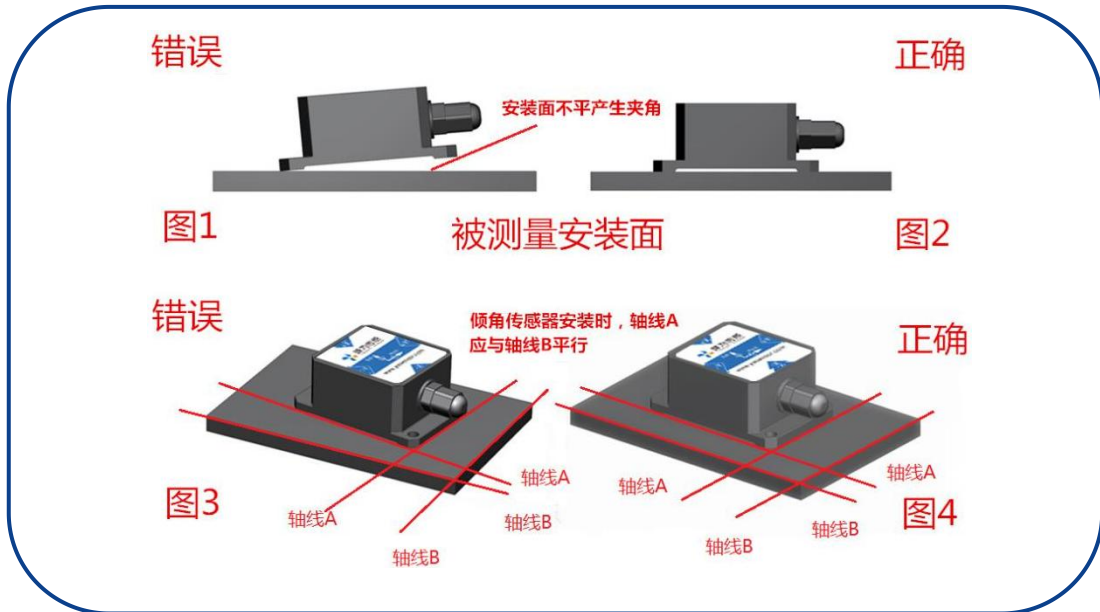 错误
正确
安装面不平产生夹角
图1
被测量安装面
图2
错误
倾角传感器安装时，轴线A
应与轴线B平行
正确
轴线A
轴线A
轴线A
轴线A
图3
轴线B
图4
轴线B
轴线B
轴线B